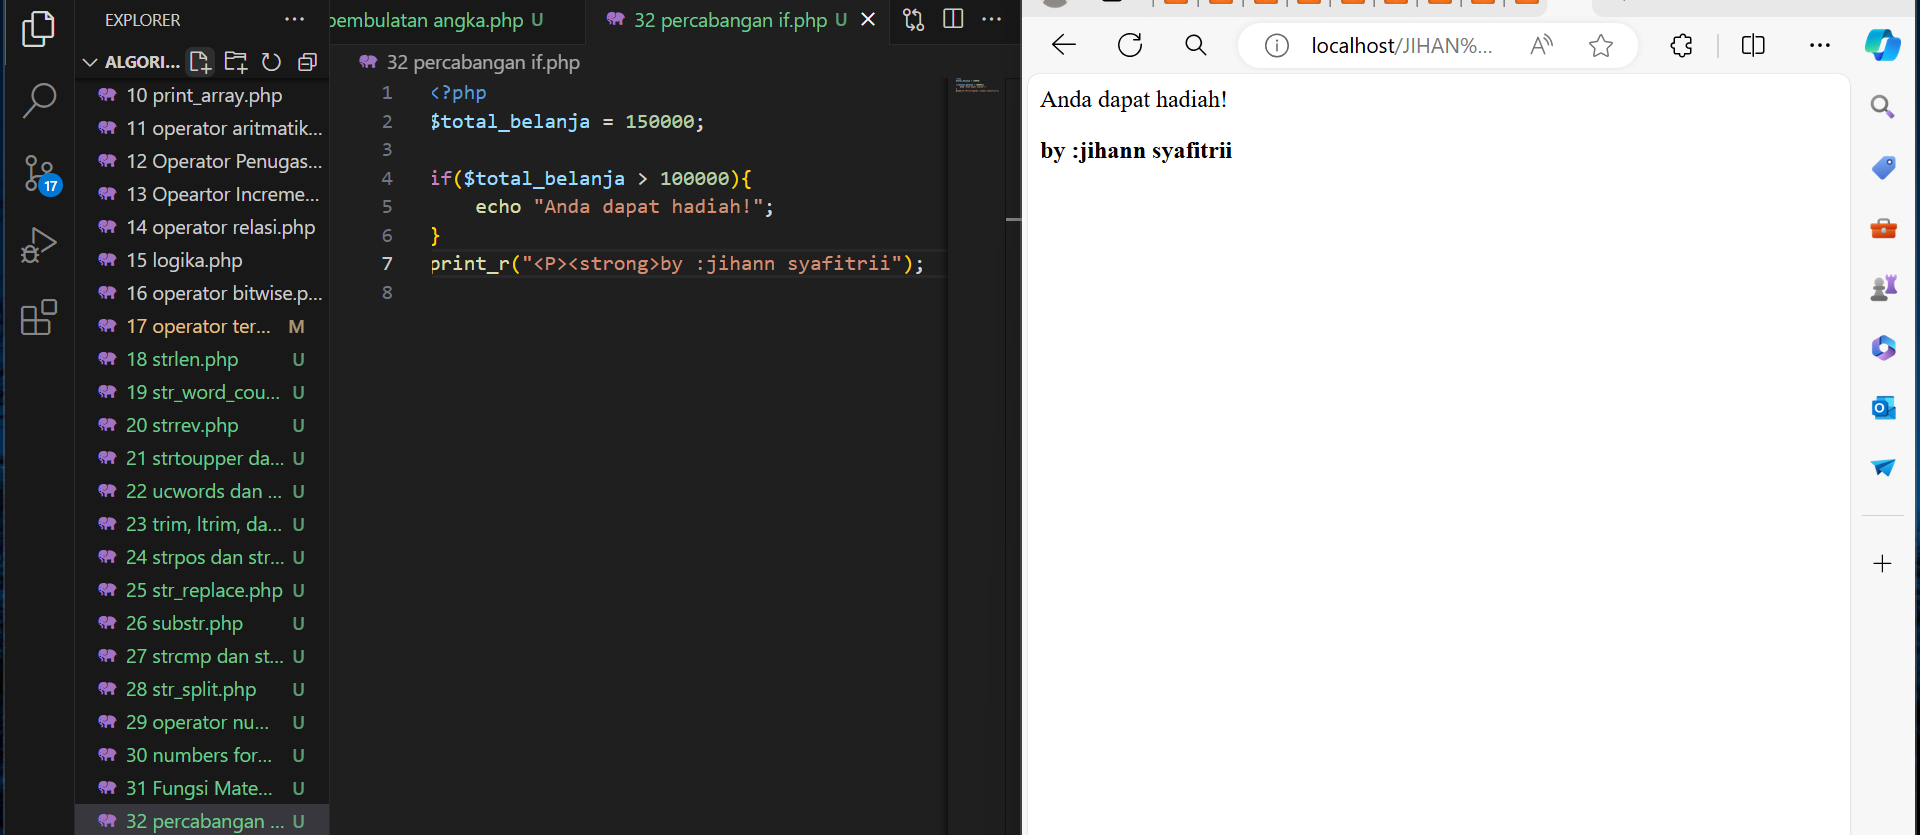 EXPLORER
ALGORI...
10 print_array.php
11 operator aritmatik...
12 Operator Penugas...
13 Opeartor Increme...
14 operator relasi.php
15 logika.php
16 operator bitwise.p...
17 operator ter... M
18 strlen.php U
19 str_word_cou... U
20 strrev.php U
21 strtoupper da... U
22 ucwords dan ... U
23 trim, ltrim, da... U
24 strpos dan str... U
25 str_replace.php U
26 substr.php U
27 strcmp dan st... U
28 str_split.php U
29 operator nu... U
30 numbers for... U
31 Fungsi Mate... U
32 percabangan ... U
17
pembulatan angka.php U
32 percabangan if.php U
32 percabangan if.php
1 <?php
2 $total_belanja = 150000;
3
4 if($total_belanja > 100000){
5 echo "Anda dapat hadiah!";
6 }
7 print_r("<P><strong>by :jihann syafitrii");
8
localhost/JIHAN%...
Anda dapat hadiah!
by :jihann syafitrii